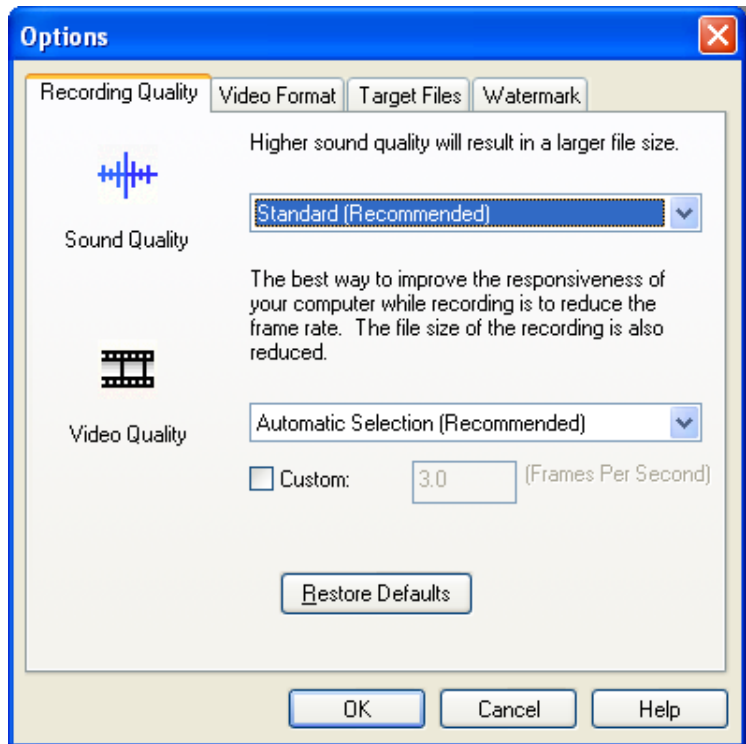 Options
Recording Quality
Video Format
Target Files
Watermark
Higher sound quality will result in a larger file size.
Standard (Recommended)
Sound Quality
The best way to improve the responsiveness of
your computer while recording is to reduce the
frame rate. The file size of the recording is also
reduced.
Video Quality
Automatic Selection (Recommended)
Custom:
3.0
(Frames Per Second)
Restore Defaults
OK
Cancel
Help